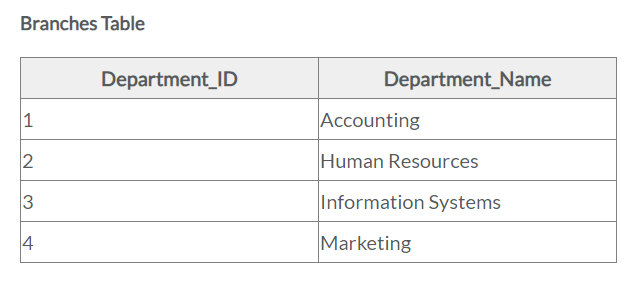 Branches Table
Department_ID Department_Name
1 Accounting
2 Human Resources
3 Information Systems
4 Marketing